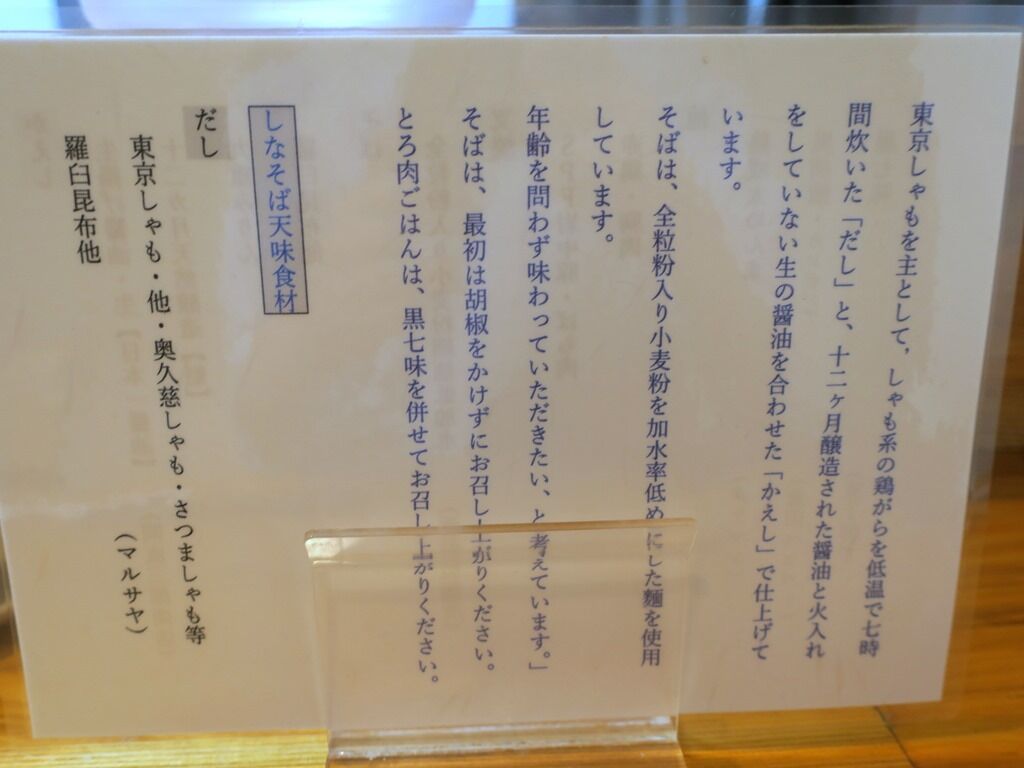 東京しゃもを主として，しゃも系の鶏がらを低温で七時
間炊いた「だし」と、十二ヶ月醸造された醤油と火入れ
をしていない生の醤油を合わせた「かえし」で仕上げて
います。
そばは、全粒粉入り小麦粉を加水率低めにした麺を使用
しています。
年齢を問わず味わっていただきたい、と考えています。」
そばは、最初は胡椒をかけずにお召し上がりください。
とろ肉ごはんは、黒七味を併せてお召し上がりください。
しなそば天味食材
だし
東京しゃも・他・奥久慈しゃも・さつましゃも等
(マルサヤ)
羅臼昆布他